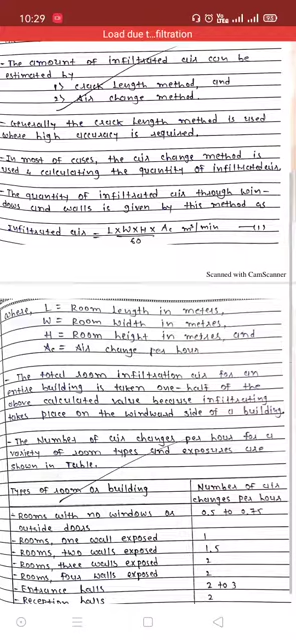 10:29
93
Load due t...filtration
- The amount of infiltrated air can be
estimated by
1) crack Length method, and
2) Air change method.
- Generally the crack Length method is used
where high accuracy is required.
- In most of cases, the air change method is
used & calculating the quantity of infiltrated air.
- The quantity of infiltrated air through win-
dows and walls is given by this method as
Infiltrated air = L x W x H x Ac m³/min —(1)
60
Scanned with CamScanner
Where, L = Room Length in meters,
W = Room width in metres,
H = Room height in metres, and
Ac = Air change per hour
- The total room infiltration air for an
entire building is taken one-half of the
above calculated value because infiltrating
takes place on the windward side of a building.
- The Number of air changes per hour for a
variety of room types and exposures are
shown in Table.
Types of room or building Number of air changes per hour
- Rooms with no windows or outside doors 0.5 to 0.75
- Rooms, one wall exposed 1
- Rooms, two walls exposed 1.5
- Rooms, three walls exposed 2
- Rooms, four walls exposed 2
- Entrance halls 2 to 3
- Reception halls 2